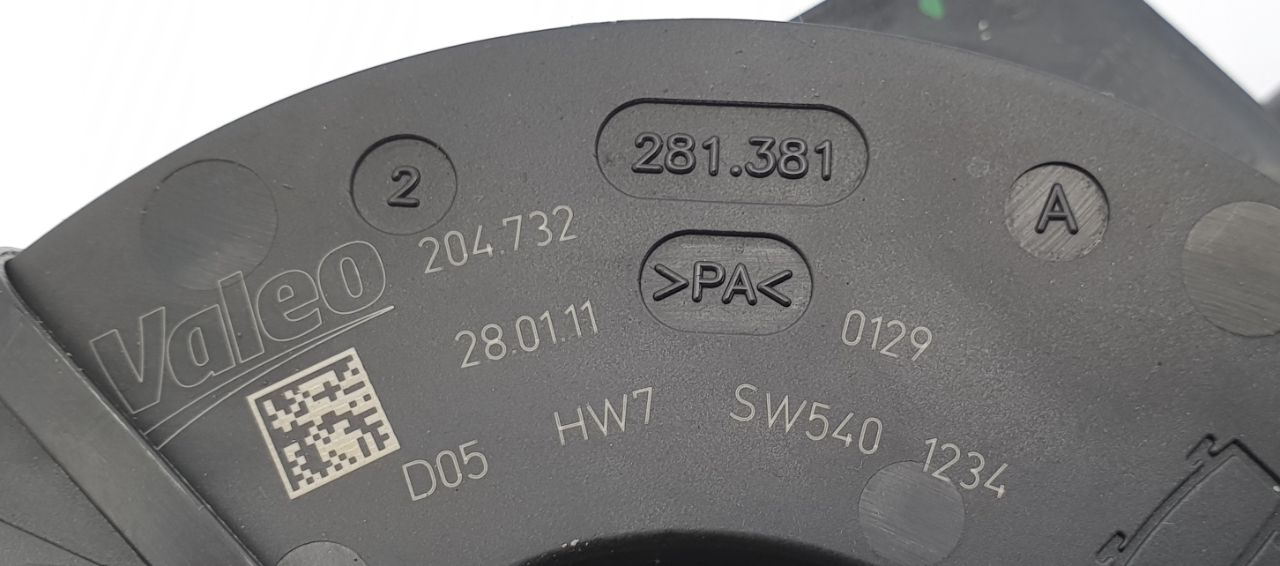 281.381
2
A
204.732
>PA<
Valeo
28.01.11
0129
HW7
SW540
D05
1234